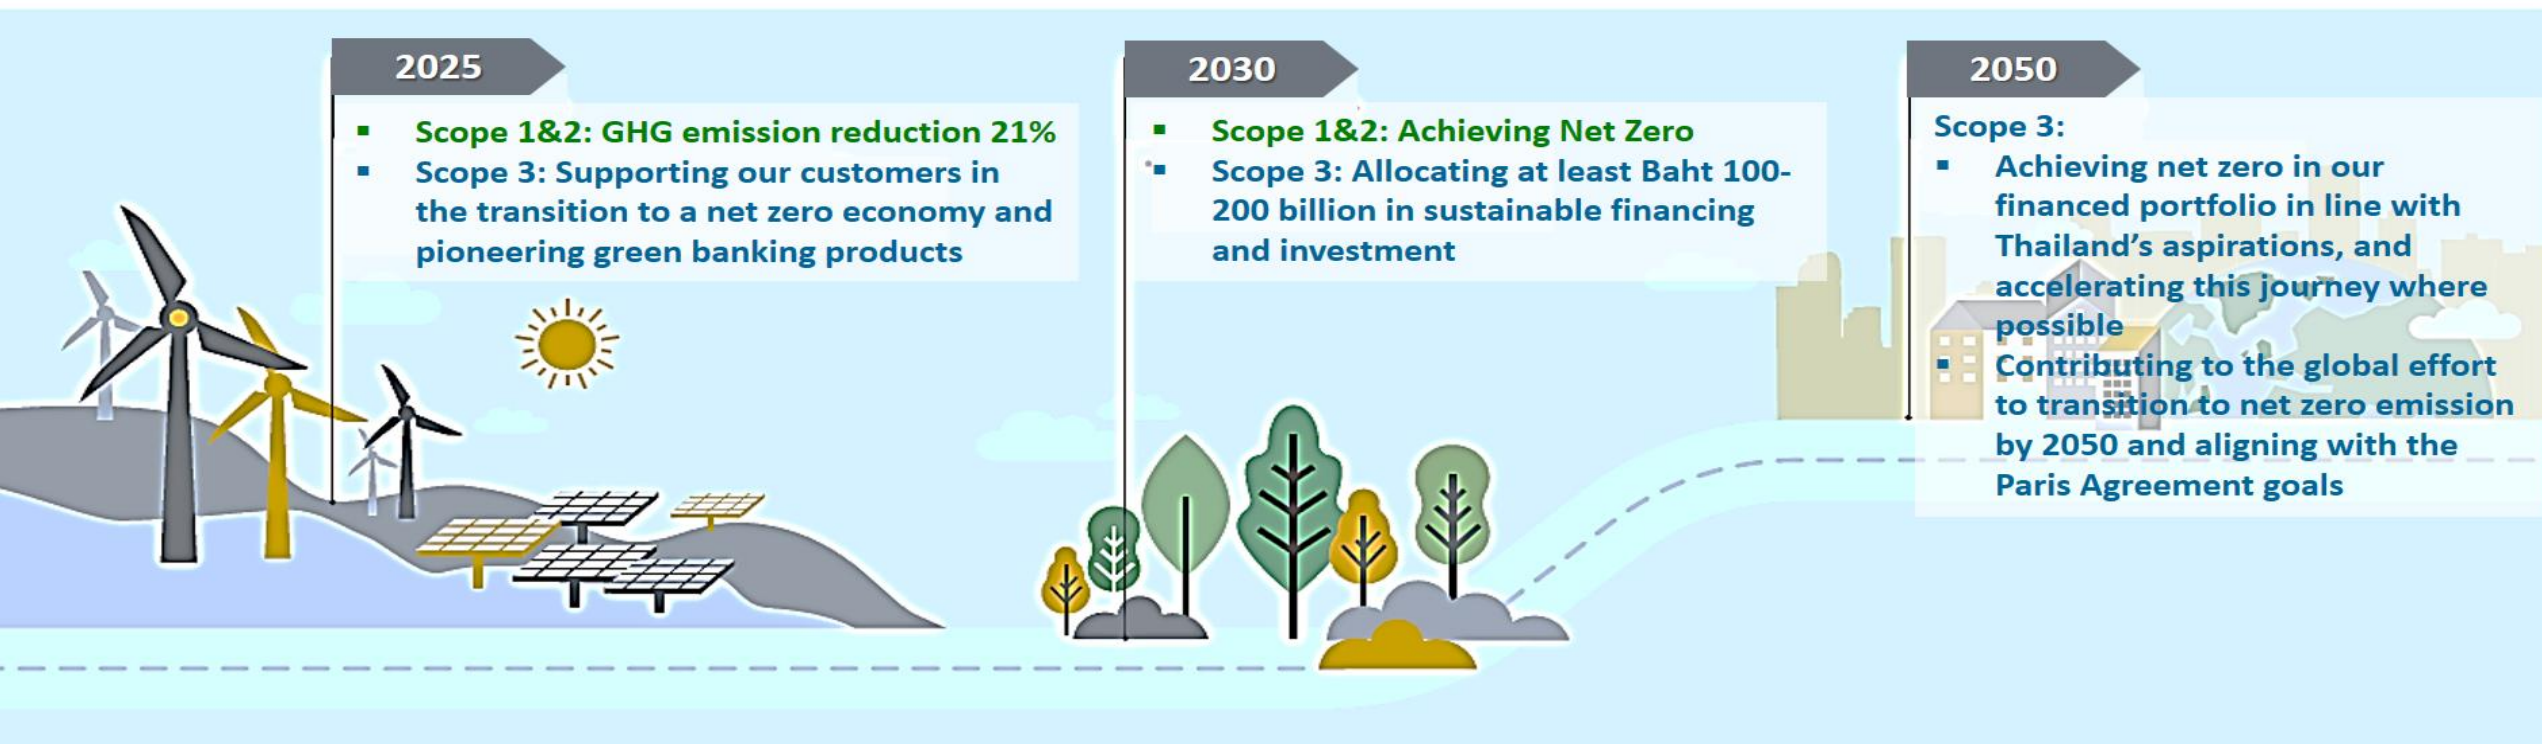 2025
▪ Scope 1&2: GHG emission reduction 21%
▪ Scope 3: Supporting our customers in
the transition to a net zero economy and
pioneering green banking products
2030
▪ Scope 1&2: Achieving Net Zero
▪ Scope 3: Allocating at least Baht 100-
200 billion in sustainable financing
and investment
2050
Scope 3:
▪ Achieving net zero in our
financed portfolio in line with
Thailand’s aspirations, and
accelerating this journey where
possible
▪ Contributing to the global effort
to transition to net zero emission
by 2050 and aligning with the
Paris Agreement goals